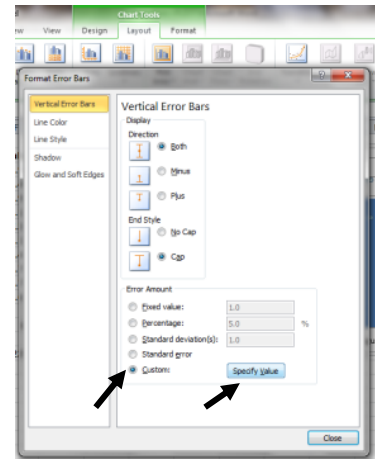 Chart Tools
View Design Layout Format
Format Error Bars
Vertical Error Bars
Line Color
Line Style
Shadow
Glow and Soft Edges
Vertical Error Bars
Display
Direction
Both
Minus
Plus
End Style
No Cap
Cap
Error Amount
Fixed value: 1.0
Percentage: 5.0 %
Standard deviation(s): 1.0
Standard error
Custom: Specify Value
Close